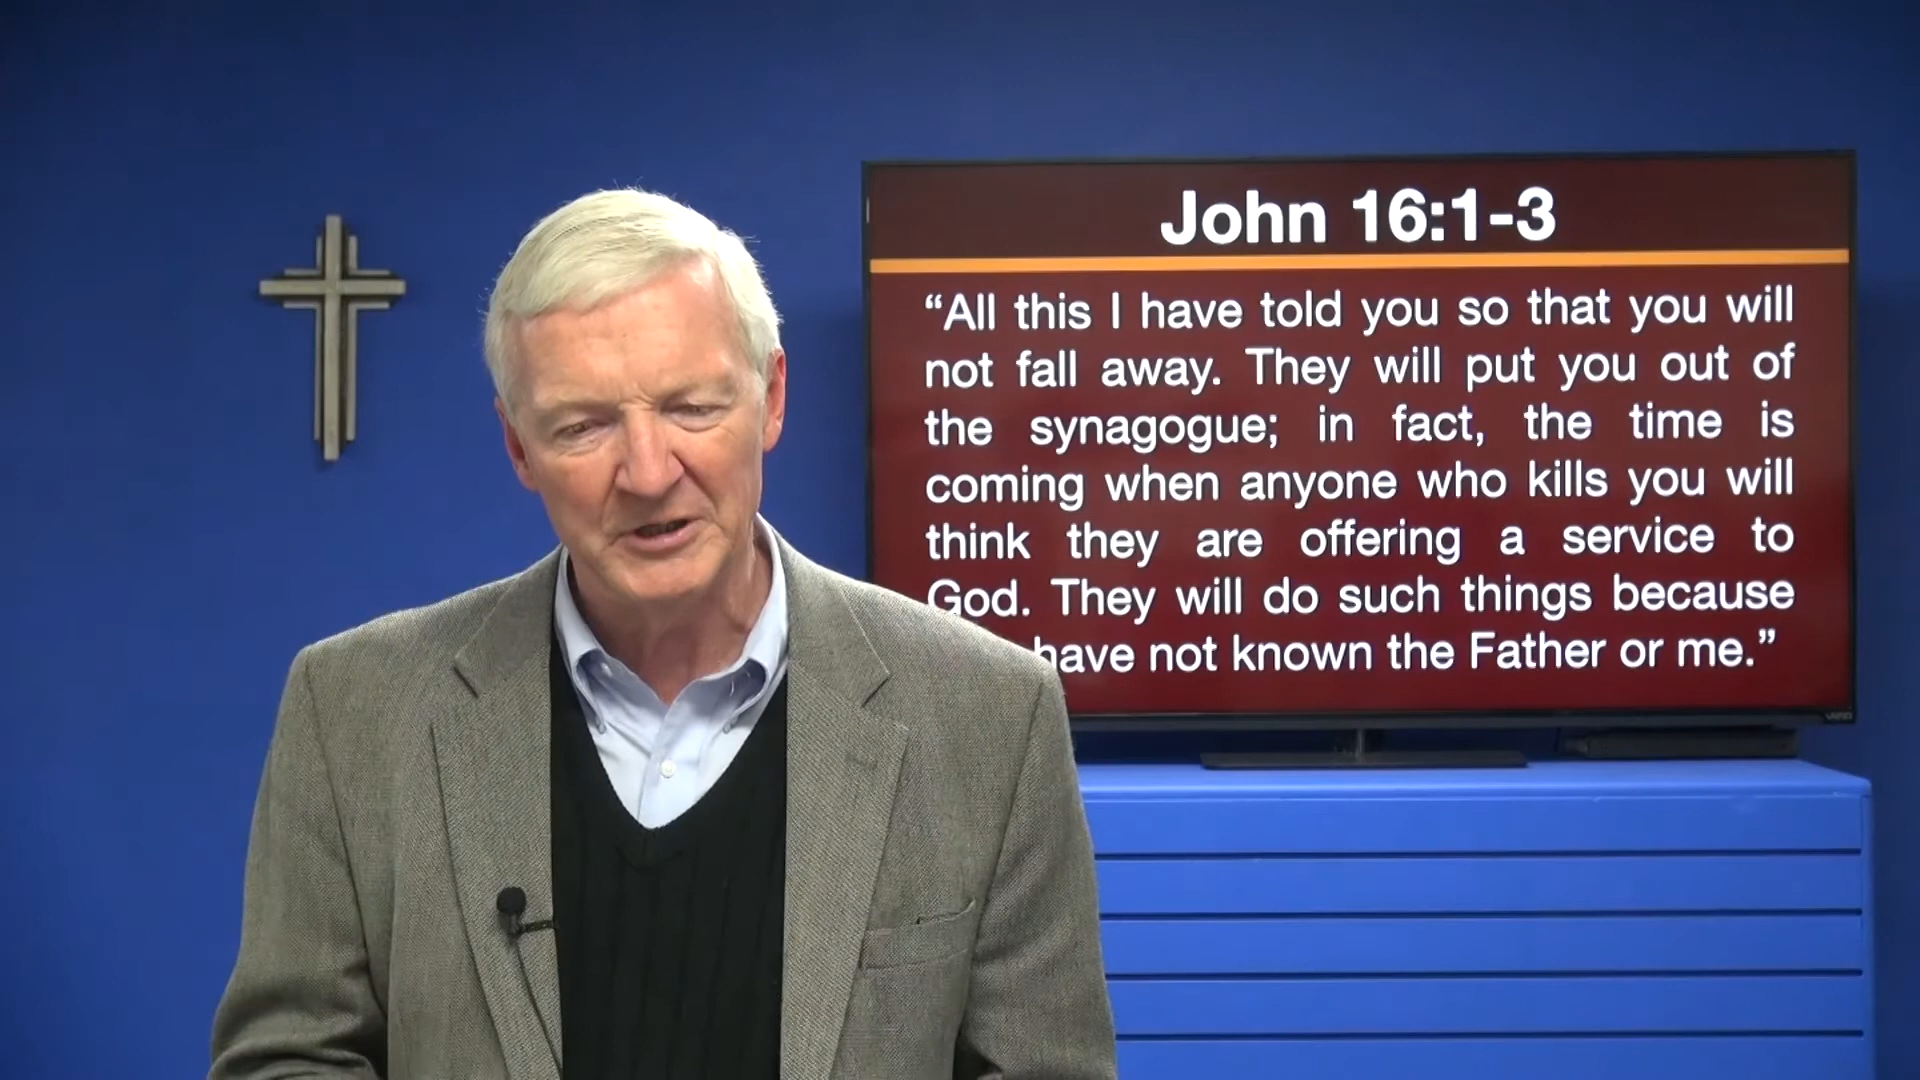 John 16:1-3
“All this I have told you so that you will
not fall away. They will put you out of
the synagogue; in fact, the time is
coming when anyone who kills you will
think they are offering a service to
God. They will do such things because
have not known the Father or me.”
VIZIO